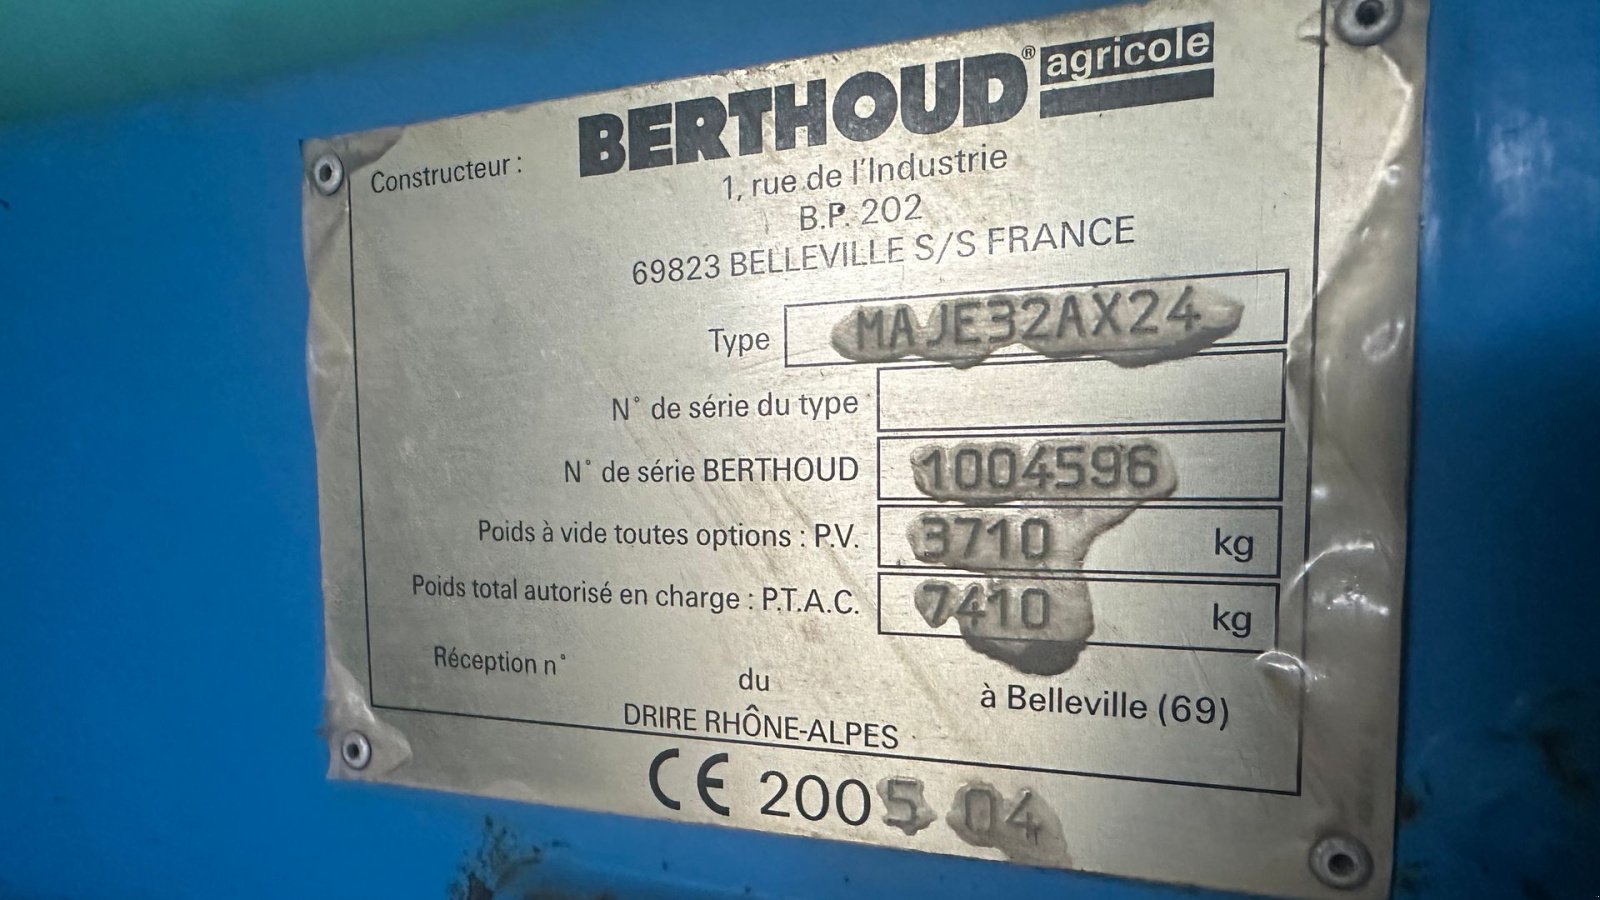 BERTHOUD® agricole
Constructeur :
1, rue de l'Industrie
B.P. 202
69823 BELLEVILLE S/S FRANCE
Type MAJE32AX24
N° de série du type
N° de série BERTHOUD 1004596
Poids à vide toutes options : P.V. 3710 kg
Poids total autorisé en charge : P.T.A.C. 7410 kg
Réception n° du à Belleville (69)
DRIRE RHÔNE-ALPES
CE 2005 04